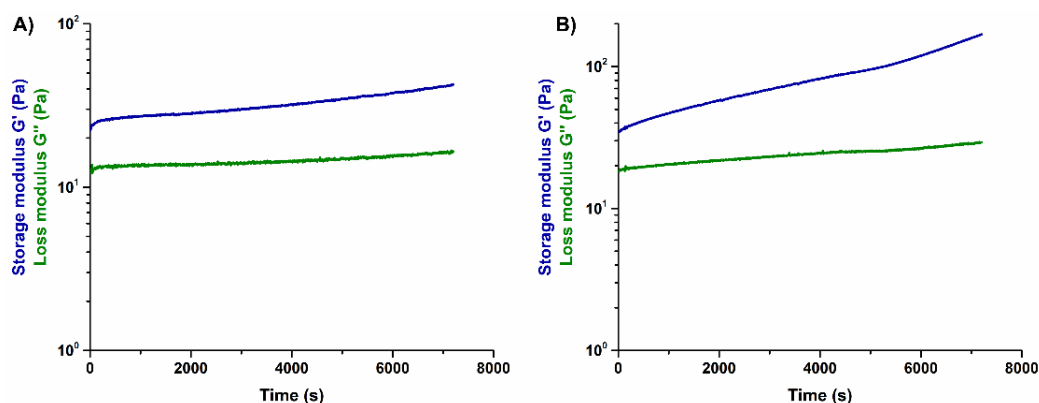 A)
Storage modulus G' (Pa)
Loss modulus G'' (Pa)
10²
10¹
10⁰
0 2000 4000 6000 8000
Time (s)
B)
Storage modulus G' (Pa)
Loss modulus G'' (Pa)
10²
10¹
10⁰
0 2000 4000 6000 8000
Time (s)